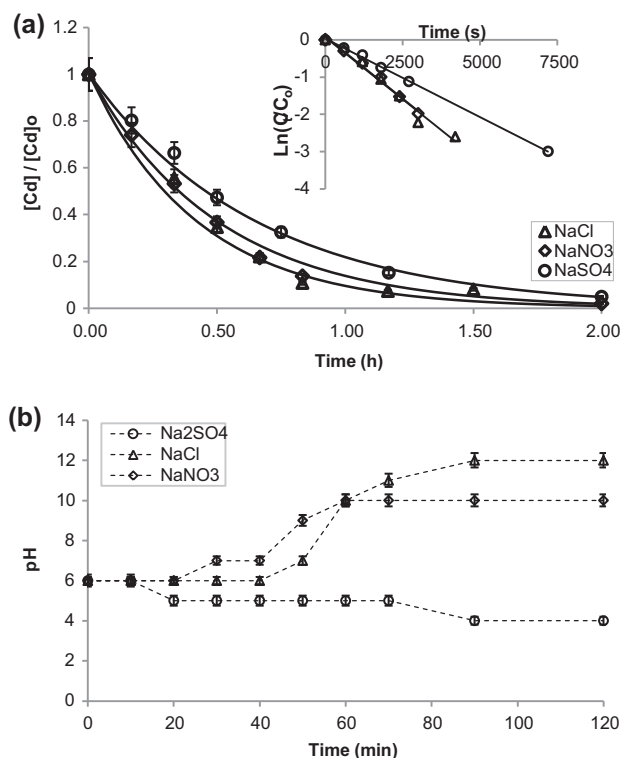 (a)
1.2
1
0.8
0.6
0.4
0.2
0
[Cd] / [Cd]o
0.00
0.50
1.00
1.50
2.00
Time (h)
Time (s)
0
2500
5000
7500
0
-1
-2
-3
-4
Ln(C/Co)
NaCl
NaNO3
NaSO4
(b)
14
12
10
8
6
4
2
0
pH
Na2SO4
NaCl
NaNO3
0
20
40
60
80
100
120
Time (min)